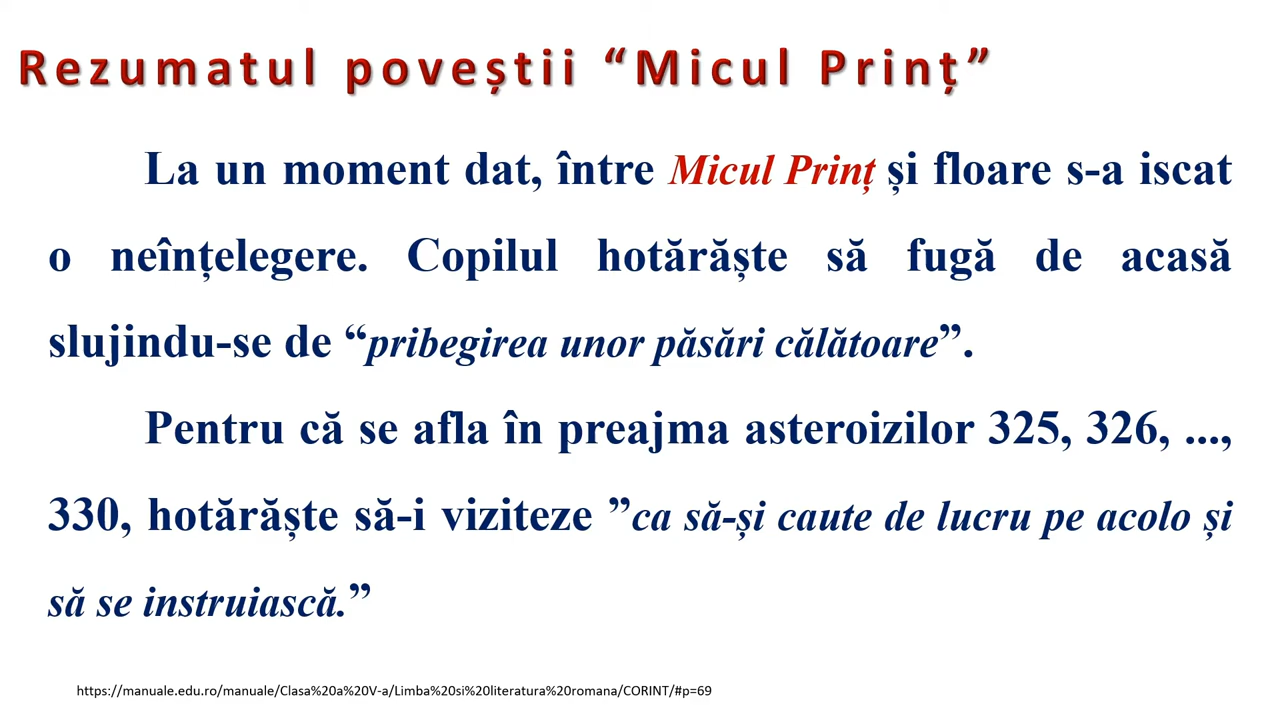 Rezumatul poveștii “Micul Prinț”
La un moment dat, între Micul Prinț și floare s-a iscat
o neînțelegere. Copilul hotărăște să fugă de acasă
slujindu-se de “pribegirea unor păsări călătoare”.
Pentru că se afla în preajma asteroizilor 325, 326, ...,
330, hotărăște să-i viziteze ”ca să-și caute de lucru pe acolo și
să se instruiască.”
https://manuale.edu.ro/manuale/Clasa%20a%20V-a/Limba%20si%20literatura%20romana/CORINT/#p=69